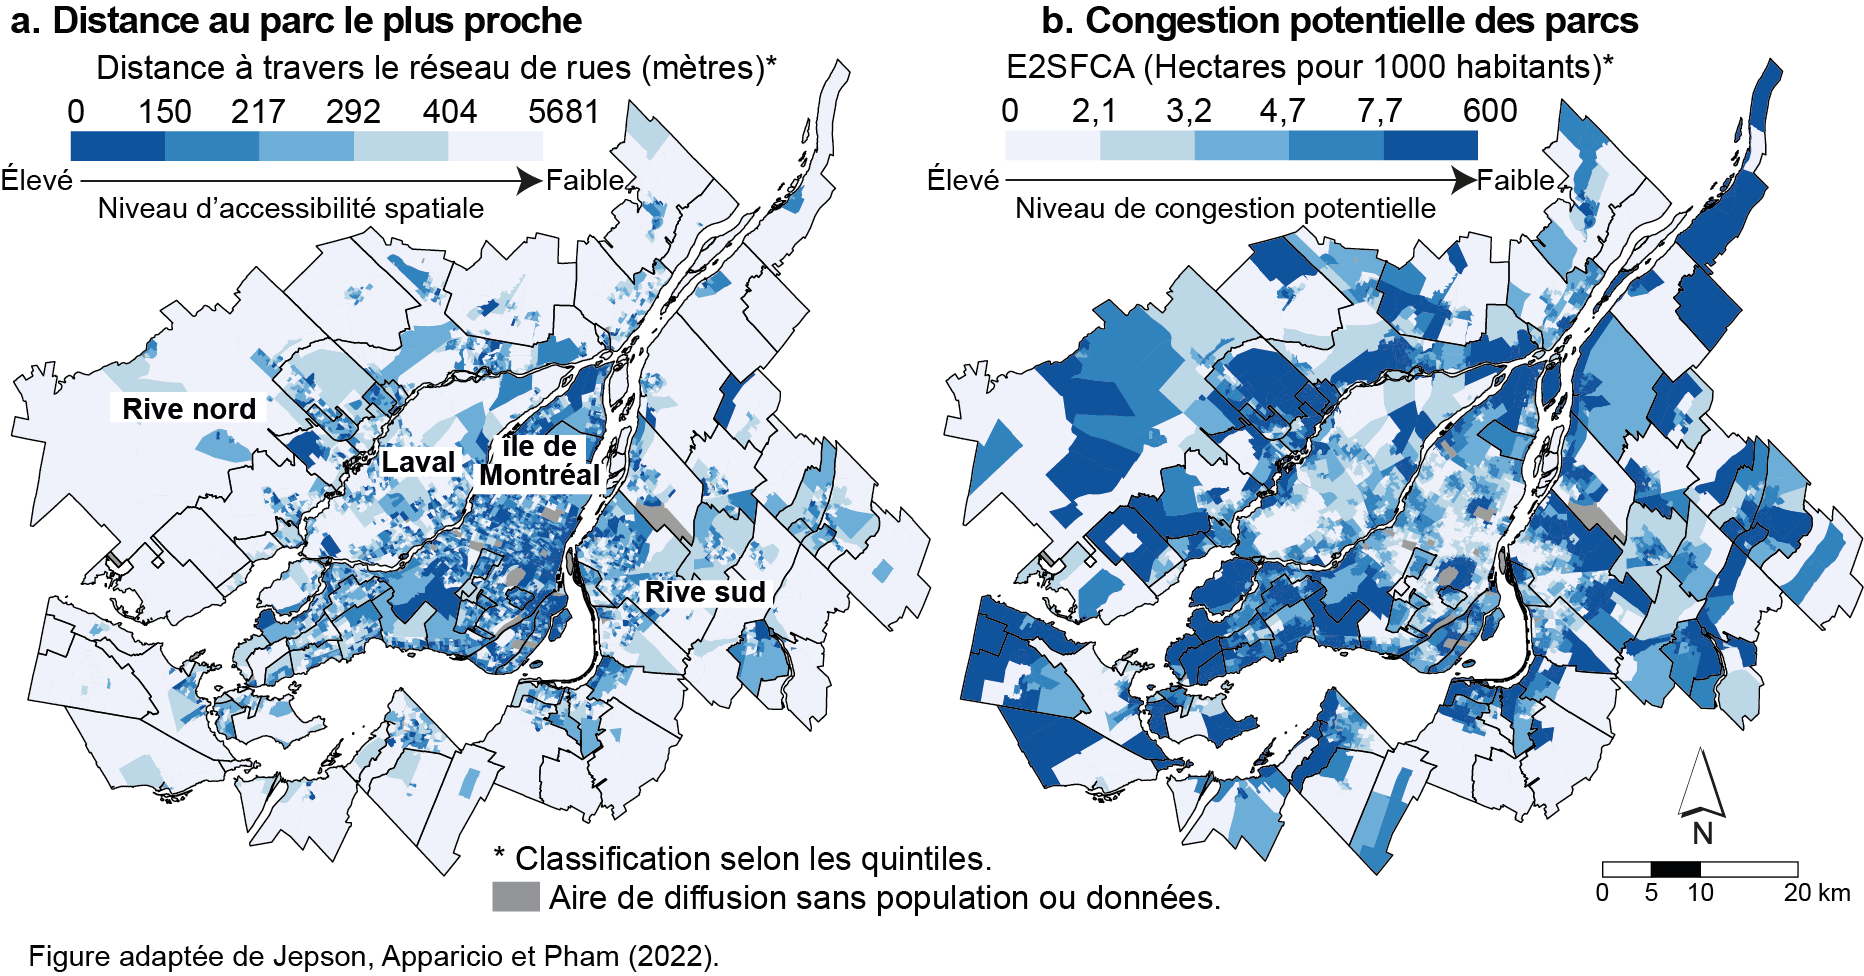 a. Distance au parc le plus proche
Distance à travers le réseau de rues (mètres)*
0 150 217 292 404 5681
Élevé Faible
Niveau d'accessibilité spatiale
Rive nord
Laval
île de
Montréal
Rive sud
b. Congestion potentielle des parcs
E2SFCA (Hectares pour 1000 habitants)*
0 2,1 3,2 4,7 7,7 600
Élevé Faible
Niveau de congestion potentielle
N
0 5 10 20 km
* Classification selon les quintiles.
Aire de diffusion sans population ou données.
Figure adaptée de Jepson, Apparicio et Pham (2022).